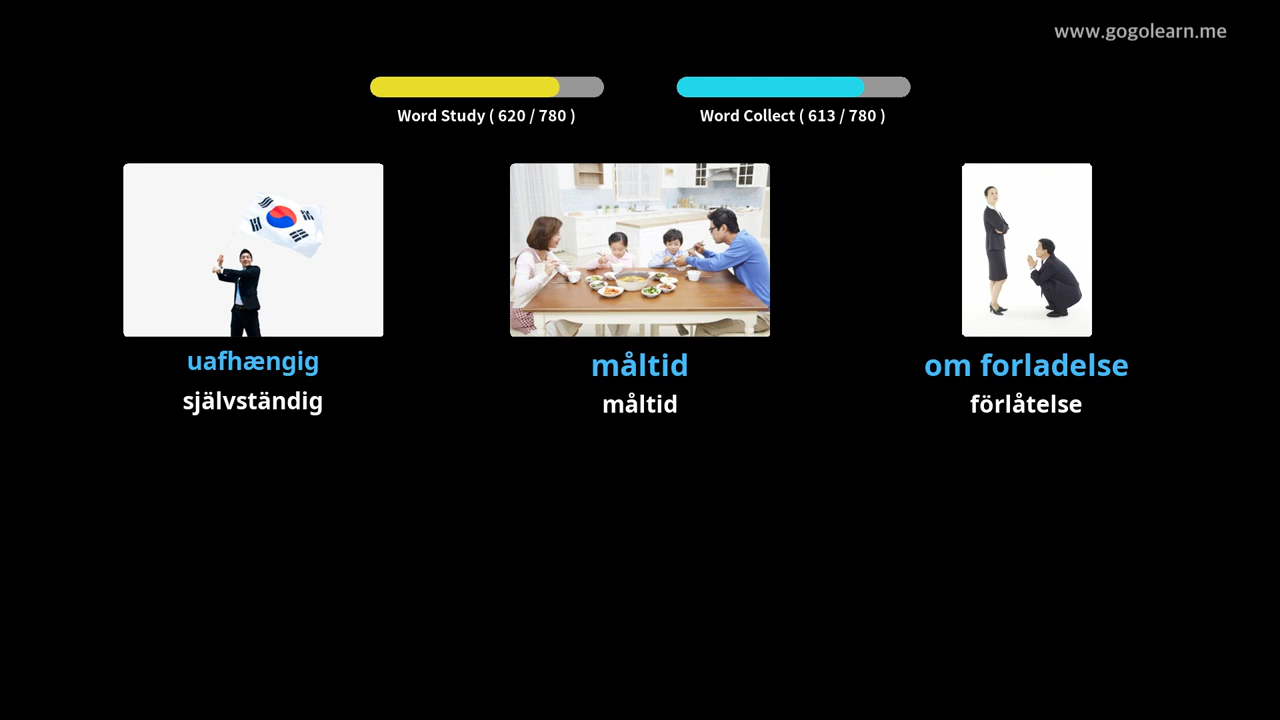 www.gogolearn.me
Word Study ( 620 / 780 )
Word Collect ( 613 / 780 )
uafhængig
måltid
om forladelse
självständig
måltid
förlåtelse